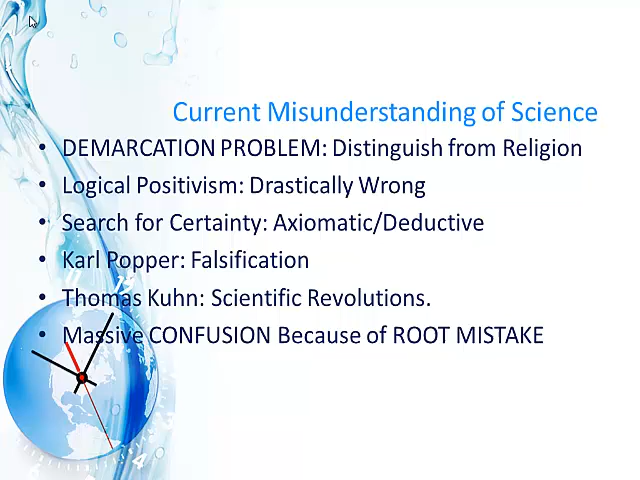 Current Misunderstanding of Science
• DEMARCATION PROBLEM: Distinguish from Religion
• Logical Positivism: Drastically Wrong
• Search for Certainty: Axiomatic/Deductive
• Karl Popper: Falsification
• Thomas Kuhn: Scientific Revolutions.
• Massive CONFUSION Because of ROOT MISTAKE